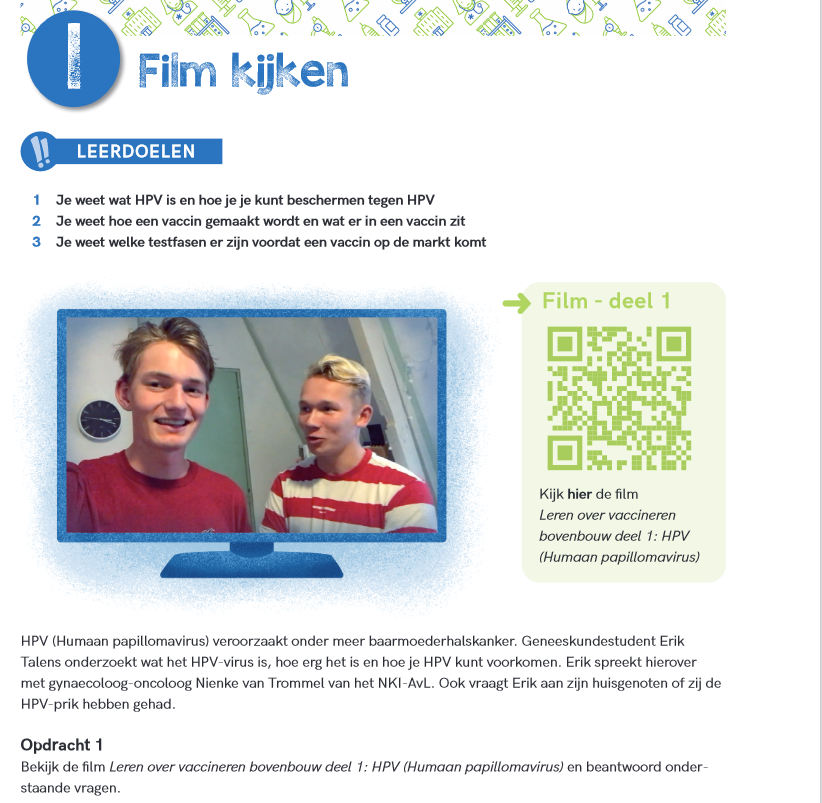 1
Film kijken
!! LEERDOELEN
1 Je weet wat HPV is en hoe je je kunt beschermen tegen HPV
2 Je weet hoe een vaccin gemaakt wordt en wat er in een vaccin zit
3 Je weet welke testfasen er zijn voordat een vaccin op de markt komt
Film - deel 1
Kijk hier de film
Leren over vaccineren
bovenbouw deel 1: HPV
(Humaan papillomavirus)
HPV (Humaan papillomavirus) veroorzaakt onder meer baarmoederhalskanker. Geneeskundestudent Erik
Talens onderzoekt wat het HPV-virus is, hoe erg het is en hoe je HPV kunt voorkomen. Erik spreekt hierover
met gynaecoloog-oncoloog Nienke van Trommel van het NKI-AvL. Ook vraagt Erik aan zijn huisgenoten of zij de
HPV-prik hebben gehad.
Opdracht 1
Bekijk de film Leren over vaccineren bovenbouw deel 1: HPV (Humaan papillomavirus) en beantwoord onder-
staande vragen.